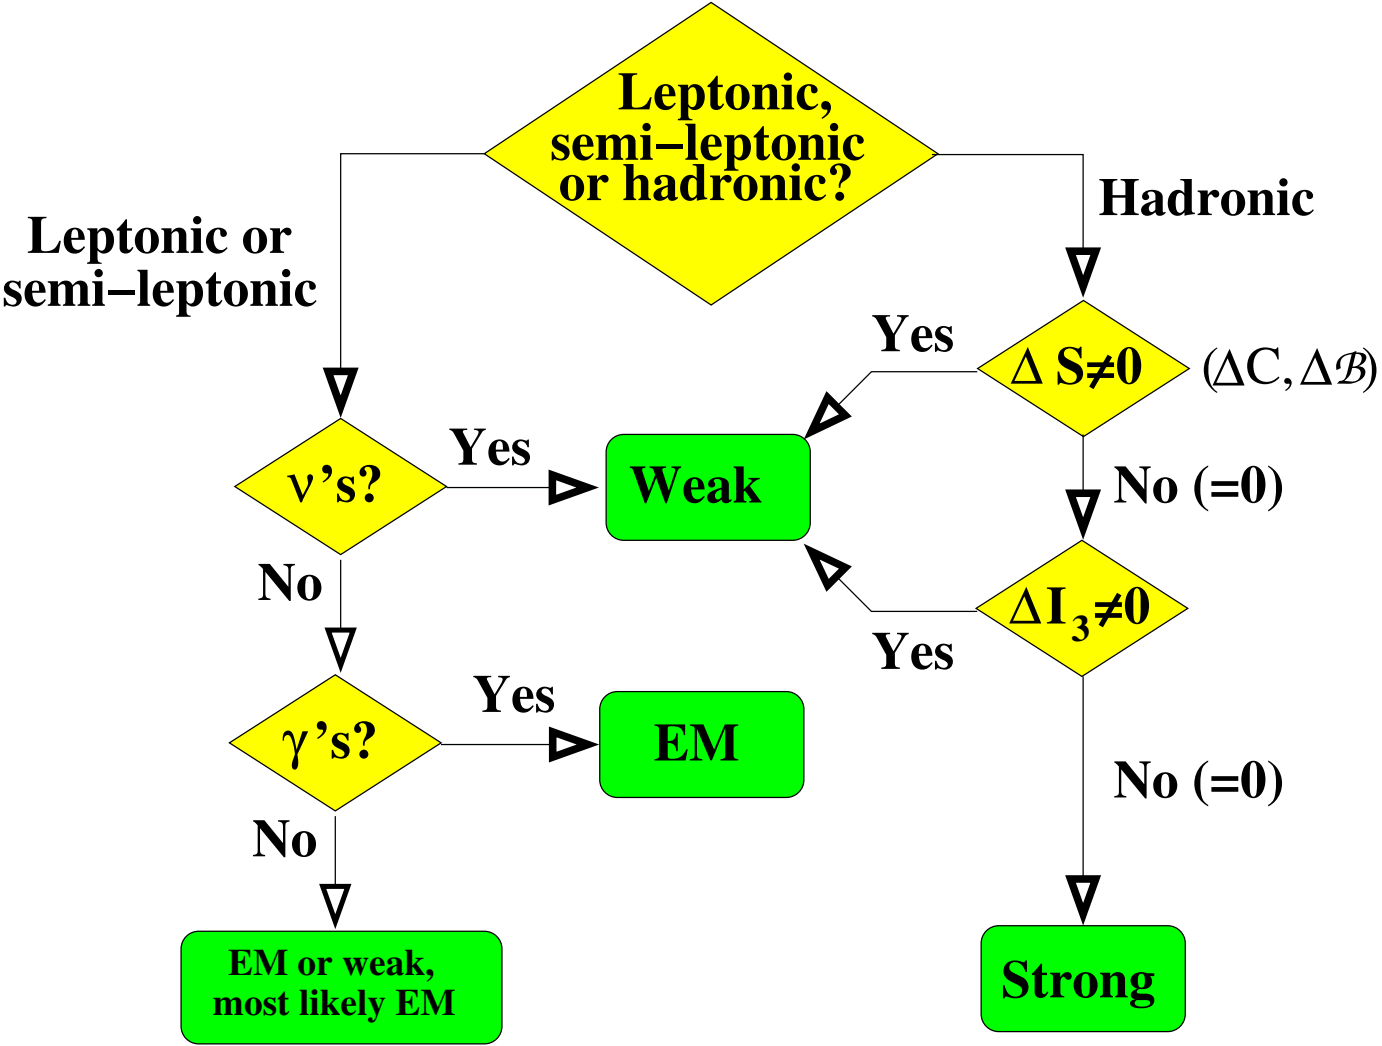 Leptonic,
semi−leptonic
or hadronic?
Leptonic or
semi−leptonic
Hadronic
Yes
Δ S≠0
(ΔC, Δℬ)
ν's?
Yes
Weak
No (=0)
No
ΔI₃≠0
Yes
γ's?
Yes
EM
No (=0)
No
EM or weak,
most likely EM
Strong